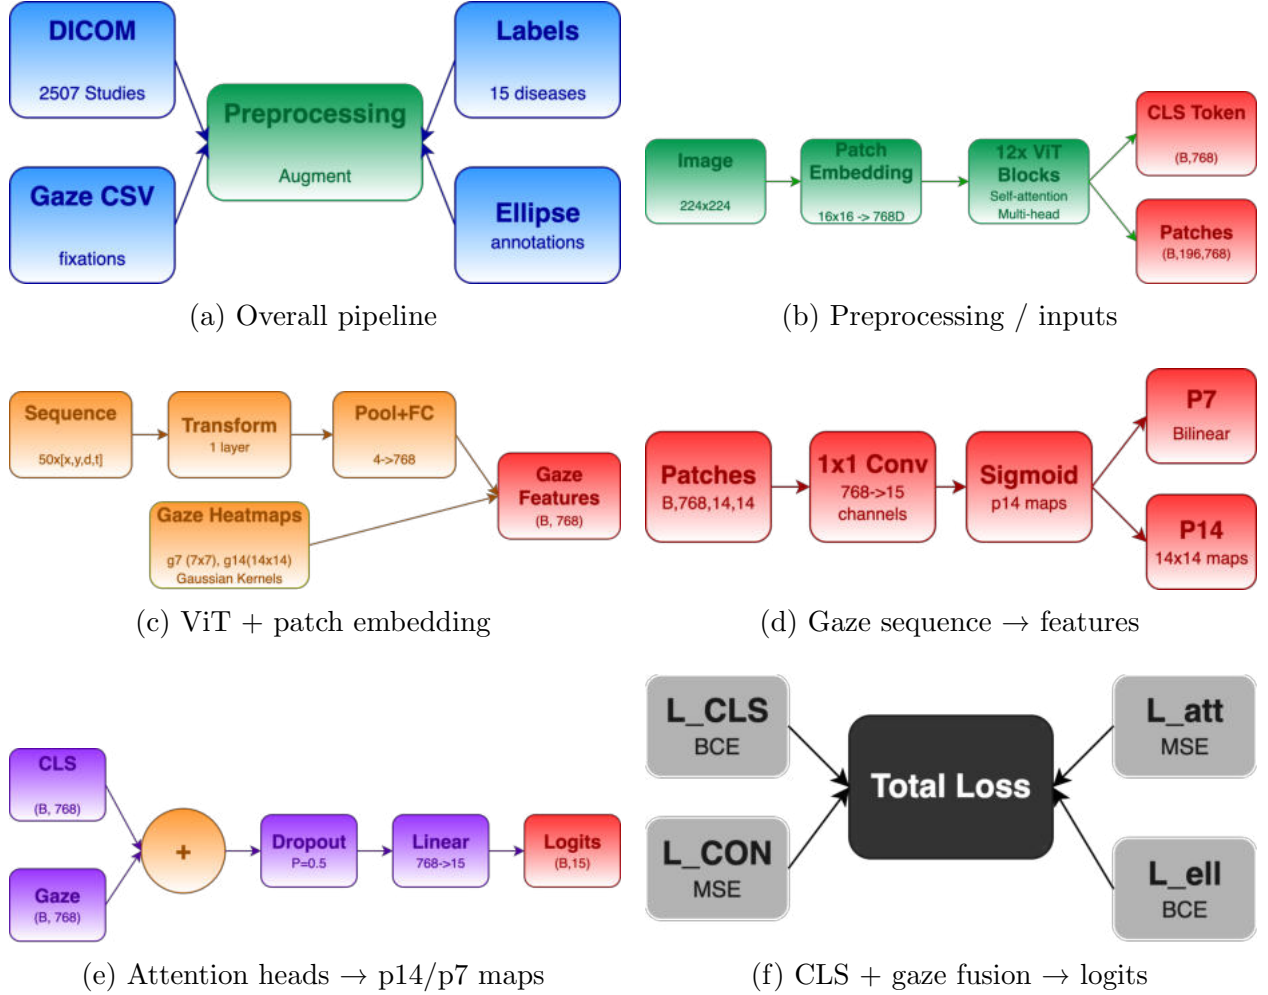 DICOM
2507 Studies
Labels
15 diseases
Preprocessing
Augment
Gaze CSV
fixations
Ellipse
annotations
(a) Overall pipeline
Image
224x224
Patch
Embedding
16x16 -> 768D
12x ViT
Blocks
Self-attention
Multi-head
CLS Token
(B,768)
Patches
(B,196,768)
(b) Preprocessing / inputs
Sequence
50x[x,y,d,t]
Transform
1 layer
Pool+FC
4->768
Gaze
Features
(B, 768)
Gaze Heatmaps
g7 (7x7), g14(14x14)
Gaussian Kernels
(c) ViT + patch embedding
Patches
B,768,14,14
1x1 Conv
768->15
channels
Sigmoid
p14 maps
P7
Bilinear
P14
14x14 maps
(d) Gaze sequence → features
CLS
(B, 768)
Gaze
(B, 768)
+
Dropout
P=0.5
Linear
768->15
Logits
(B,15)
(e) Attention heads → p14/p7 maps
L_CLS
BCE
L_CON
MSE
Total Loss
L_att
MSE
L_ell
BCE
(f) CLS + gaze fusion → logits